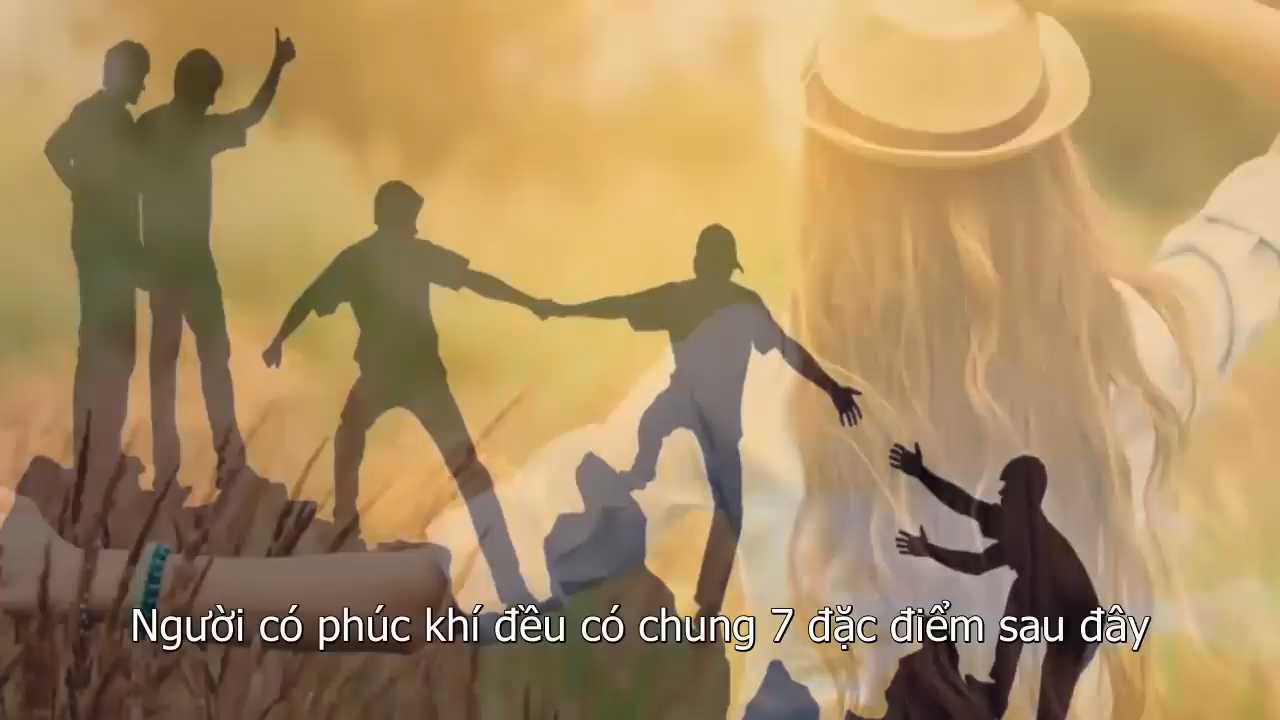 Người có phúc khí đều có chung 7 đặc điểm sau đây